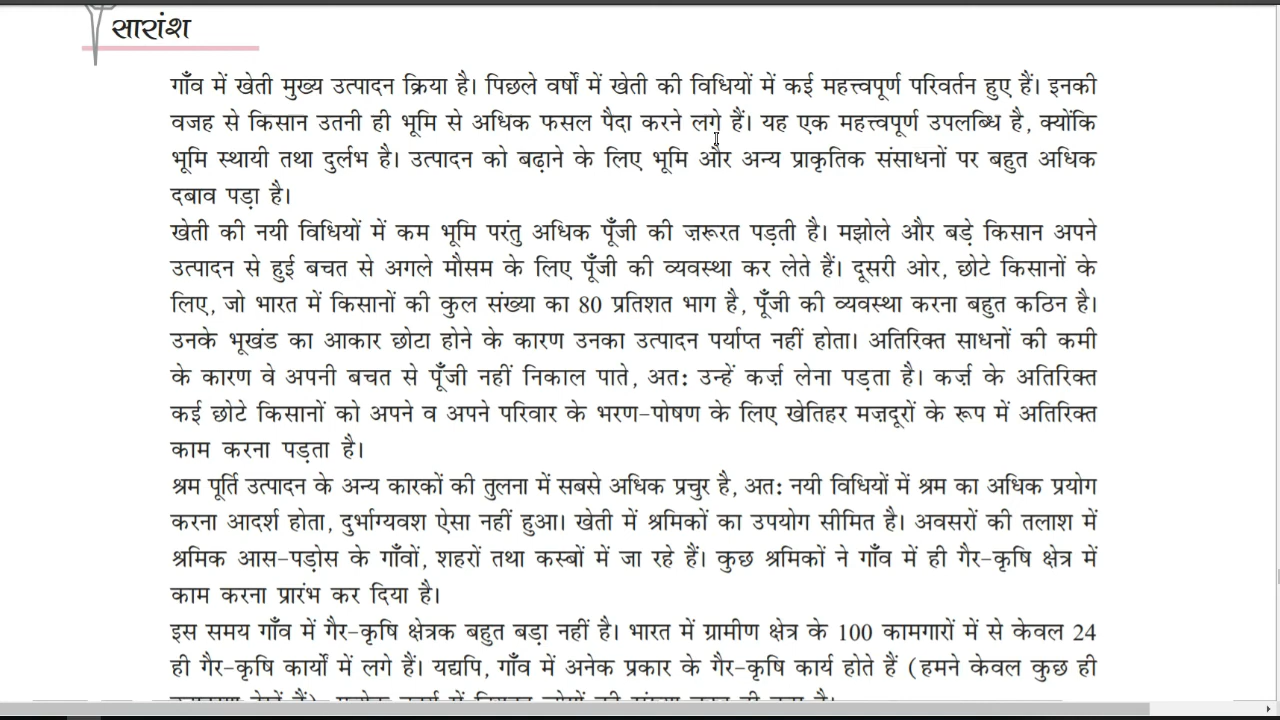 सारांश
गाँव में खेती मुख्य उत्पादन क्रिया है। पिछले वर्षों में खेती की विधियों में कई महत्त्वपूर्ण परिवर्तन हुए हैं। इनकी
वजह से किसान उतनी ही भूमि से अधिक फसल पैदा करने लगे हैं। यह एक महत्त्वपूर्ण उपलब्धि है, क्योंकि
भूमि स्थायी तथा दुर्लभ है। उत्पादन को बढ़ाने के लिए भूमि और अन्य प्राकृतिक संसाधनों पर बहुत अधिक
दबाव पड़ा है।
खेती की नयी विधियों में कम भूमि परंतु अधिक पूँजी की ज़रूरत पड़ती है। मझोले और बड़े किसान अपने
उत्पादन से हुई बचत से अगले मौसम के लिए पूँजी की व्यवस्था कर लेते हैं। दूसरी ओर, छोटे किसानों के
लिए, जो भारत में किसानों की कुल संख्या का 80 प्रतिशत भाग है, पूँजी की व्यवस्था करना बहुत कठिन है।
उनके भूखंड का आकार छोटा होने के कारण उनका उत्पादन पर्याप्त नहीं होता। अतिरिक्त साधनों की कमी
के कारण वे अपनी बचत से पूँजी नहीं निकाल पाते, अत: उन्हें कर्ज़ लेना पड़ता है। कर्ज़ के अतिरिक्त
कई छोटे किसानों को अपने व अपने परिवार के भरण-पोषण के लिए खेतिहर मज़दूरों के रूप में अतिरिक्त
काम करना पड़ता है।
श्रम पूर्ति उत्पादन के अन्य कारकों की तुलना में सबसे अधिक प्रचुर है, अत: नयी विधियों में श्रम का अधिक प्रयोग
करना आदर्श होता, दुर्भाग्यवश ऐसा नहीं हुआ। खेती में श्रमिकों का उपयोग सीमित है। अवसरों की तलाश में
श्रमिक आस-पड़ोस के गाँवों, शहरों तथा कस्बों में जा रहे हैं। कुछ श्रमिकों ने गाँव में ही गैर-कृषि क्षेत्र में
काम करना प्रारंभ कर दिया है।
इस समय गाँव में गैर-कृषि क्षेत्रक बहुत बड़ा नहीं है। भारत में ग्रामीण क्षेत्र के 100 कामगारों में से केवल 24
ही गैर-कृषि कार्यों में लगे हैं। यद्यपि, गाँव में अनेक प्रकार के गैर-कृषि कार्य होते हैं (हमने केवल कुछ ही